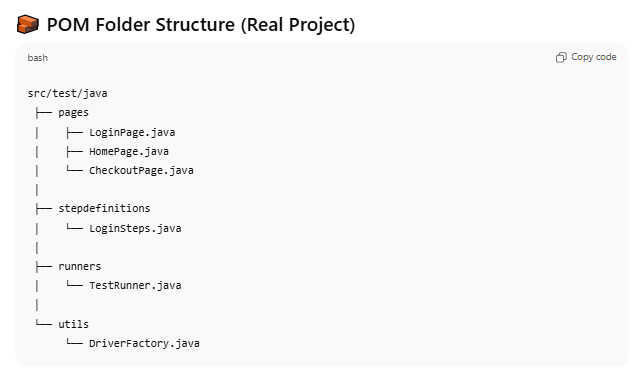 🧱 POM Folder Structure (Real Project)
bash
Copy code
src/test/java
├── pages
│   ├── LoginPage.java
│   ├── HomePage.java
│   └── CheckoutPage.java
│
├── stepdefinitions
│   └── LoginSteps.java
│
├── runners
│   └── TestRunner.java
│
└── utils
    └── DriverFactory.java